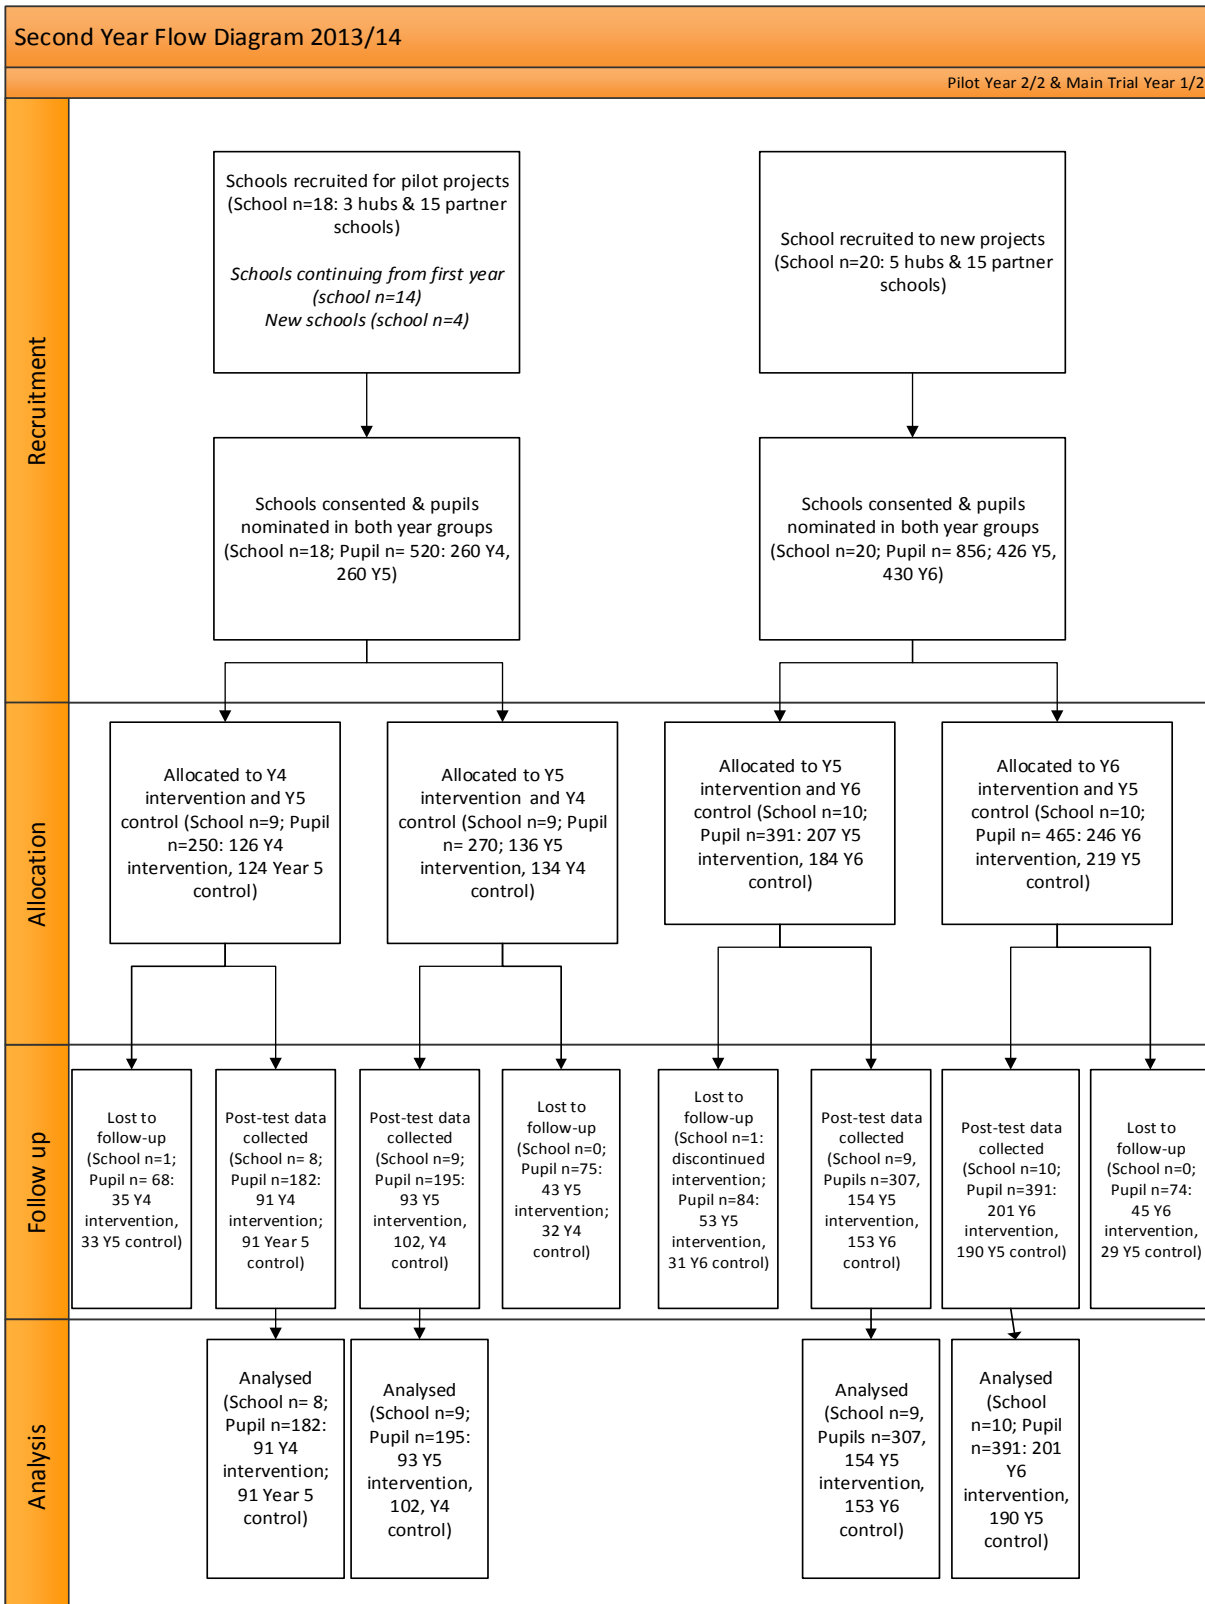 Second Year Flow Diagram 2013/14
Pilot Year 2/2 & Main Trial Year 1/2
Recruitment
Schools recruited for pilot projects
(School n=18: 3 hubs & 15 partner
schools)
Schools continuing from first year
(school n=14)
New schools (school n=4)
School recruited to new projects
(School n=20: 5 hubs & 15 partner
schools)
Schools consented & pupils
nominated in both year groups
(School n=18; Pupil n= 520: 260 Y4,
260 Y5)
Schools consented & pupils
nominated in both year groups
(School n=20; Pupil n= 856; 426 Y5,
430 Y6)
Allocation
Allocated to Y4
intervention and Y5
control (School n=9; Pupil
n=250: 126 Y4
intervention, 124 Year 5
control)
Allocated to Y5
intervention and Y4
control (School n=9; Pupil
n= 270; 136 Y5
intervention, 134 Y4
control)
Allocated to Y5
intervention and Y6
control (School n=10;
Pupil n=391: 207 Y5
intervention, 184 Y6
control)
Allocated to Y6
intervention and Y5
control (School n=10;
Pupil n= 465: 246 Y6
intervention, 219 Y5
control)
Follow up
Lost to
follow-up
(School n=1;
Pupil n= 68:
35 Y4
intervention,
33 Y5 control)
Post-test data
collected
(School n= 8;
Pupil n=182:
91 Y4
intervention;
91 Year 5
control)
Post-test data
collected
(School n=9;
Pupil n=195:
93 Y5
intervention,
102, Y4
control)
Lost to
follow-up
(School n=0;
Pupil n=75:
43 Y5
intervention;
32 Y4
control)
Lost to
follow-up
(School n=1:
discontinued
intervention;
Pupil n=84:
53 Y5
intervention,
31 Y6 control)
Post-test data
collected
(School n=9,
Pupils n=307,
154 Y5
intervention,
153 Y6
control)
Post-test data
collected
(School n=10;
Pupil n=391:
201 Y6
intervention,
190 Y5 control)
Lost to
follow-up
(School n=0;
Pupil n=74:
45 Y6
intervention,
29 Y5 control)
Analysis
Analysed
(School n= 8;
Pupil n=182:
91 Y4
intervention;
91 Year 5
control)
Analysed
(School n=9;
Pupil n=195:
93 Y5
intervention,
102, Y4
control)
Analysed
(School n=9,
Pupils n=307,
154 Y5
intervention,
153 Y6
control)
Analysed
(School
n=10; Pupil
n=391: 201
Y6
intervention,
190 Y5
control)